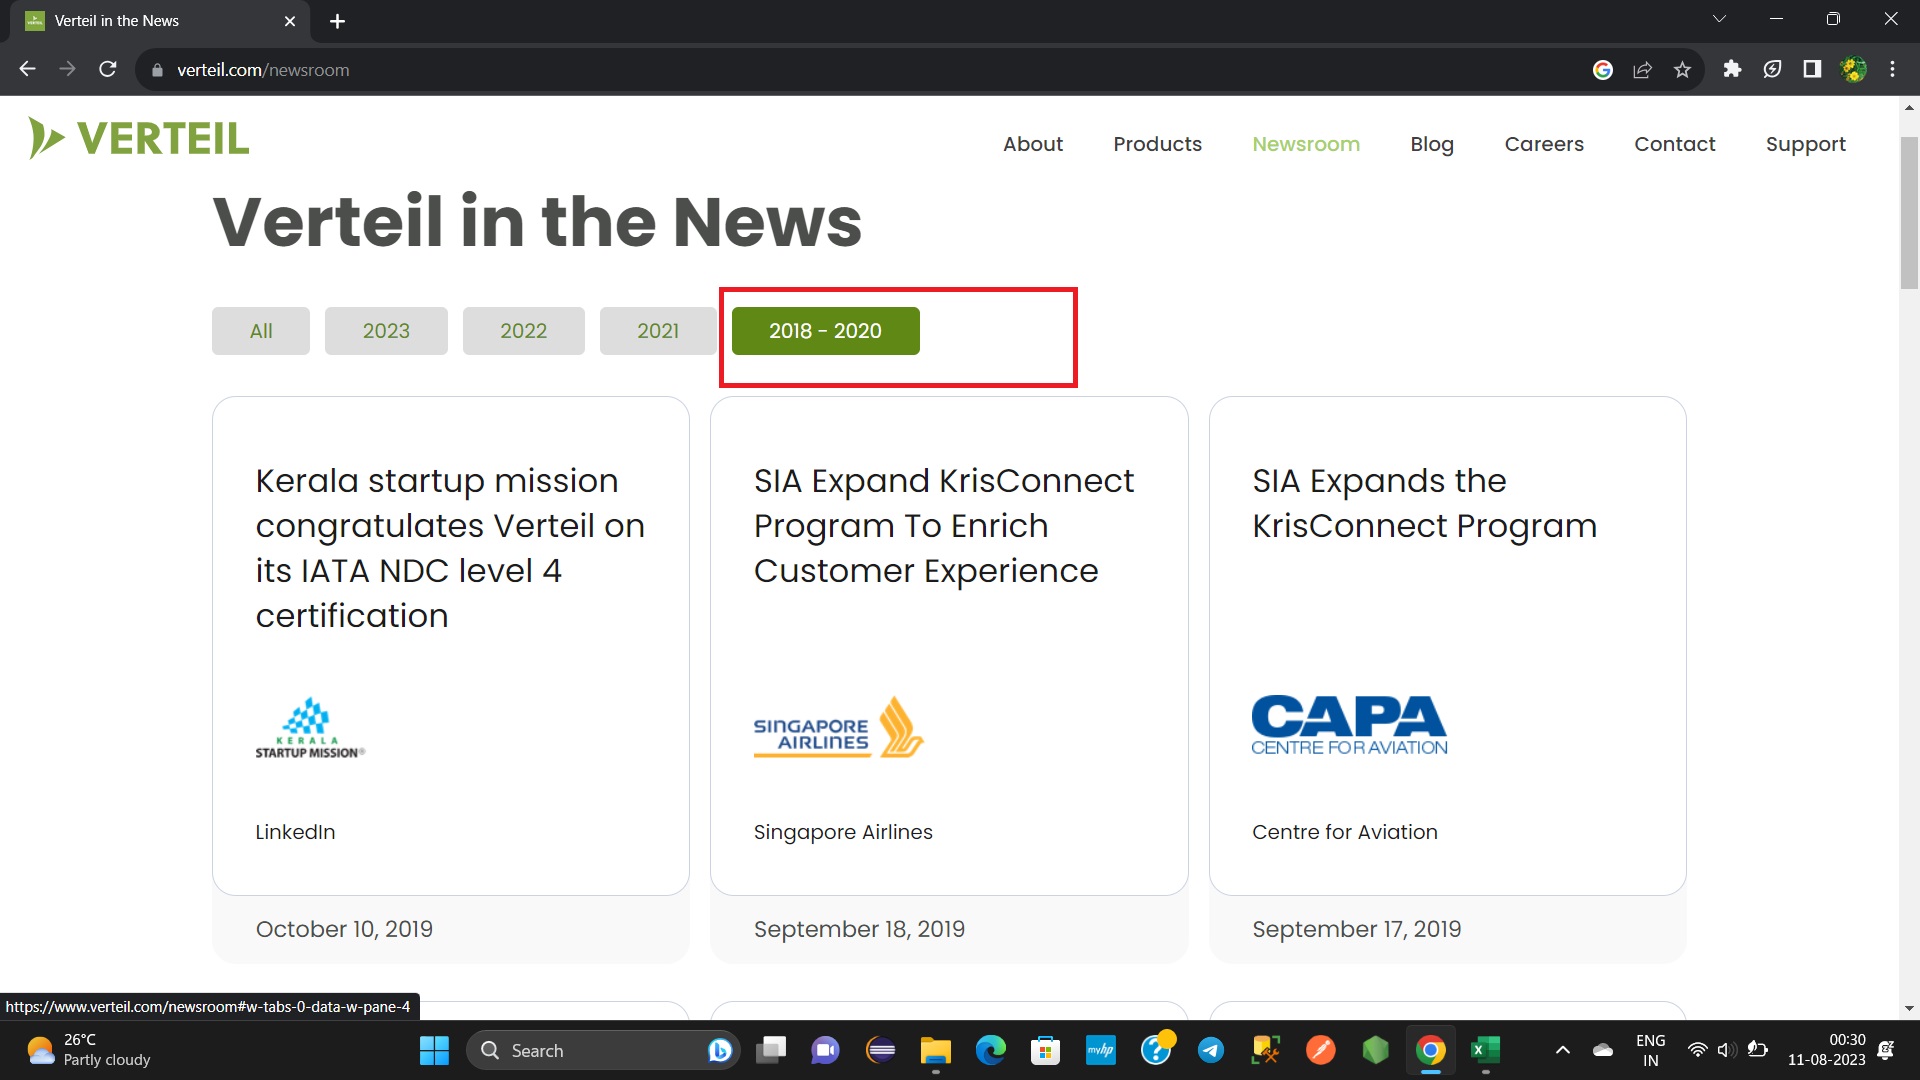 Verteil in the News
verteil.com/newsroom
VERTEIL
About Products Newsroom Blog Careers Contact Support
Verteil in the News
All 2023 2022 2021 2018 - 2020
Kerala startup mission
congratulates Verteil on
its IATA NDC level 4
certification
KERALA
STARTUP MISSION®
LinkedIn
October 10, 2019
SIA Expand KrisConnect
Program To Enrich
Customer Experience
SINGAPORE
AIRLINES
Singapore Airlines
September 18, 2019
SIA Expands the
KrisConnect Program
CAPA
CENTRE FOR AVIATION
Centre for Aviation
September 17, 2019
https://www.verteil.com/newsroom#w-tabs-0-data-w-pane-4
26°C
Partly cloudy
Search
myhp
ENG
IN
00:30
11-08-2023